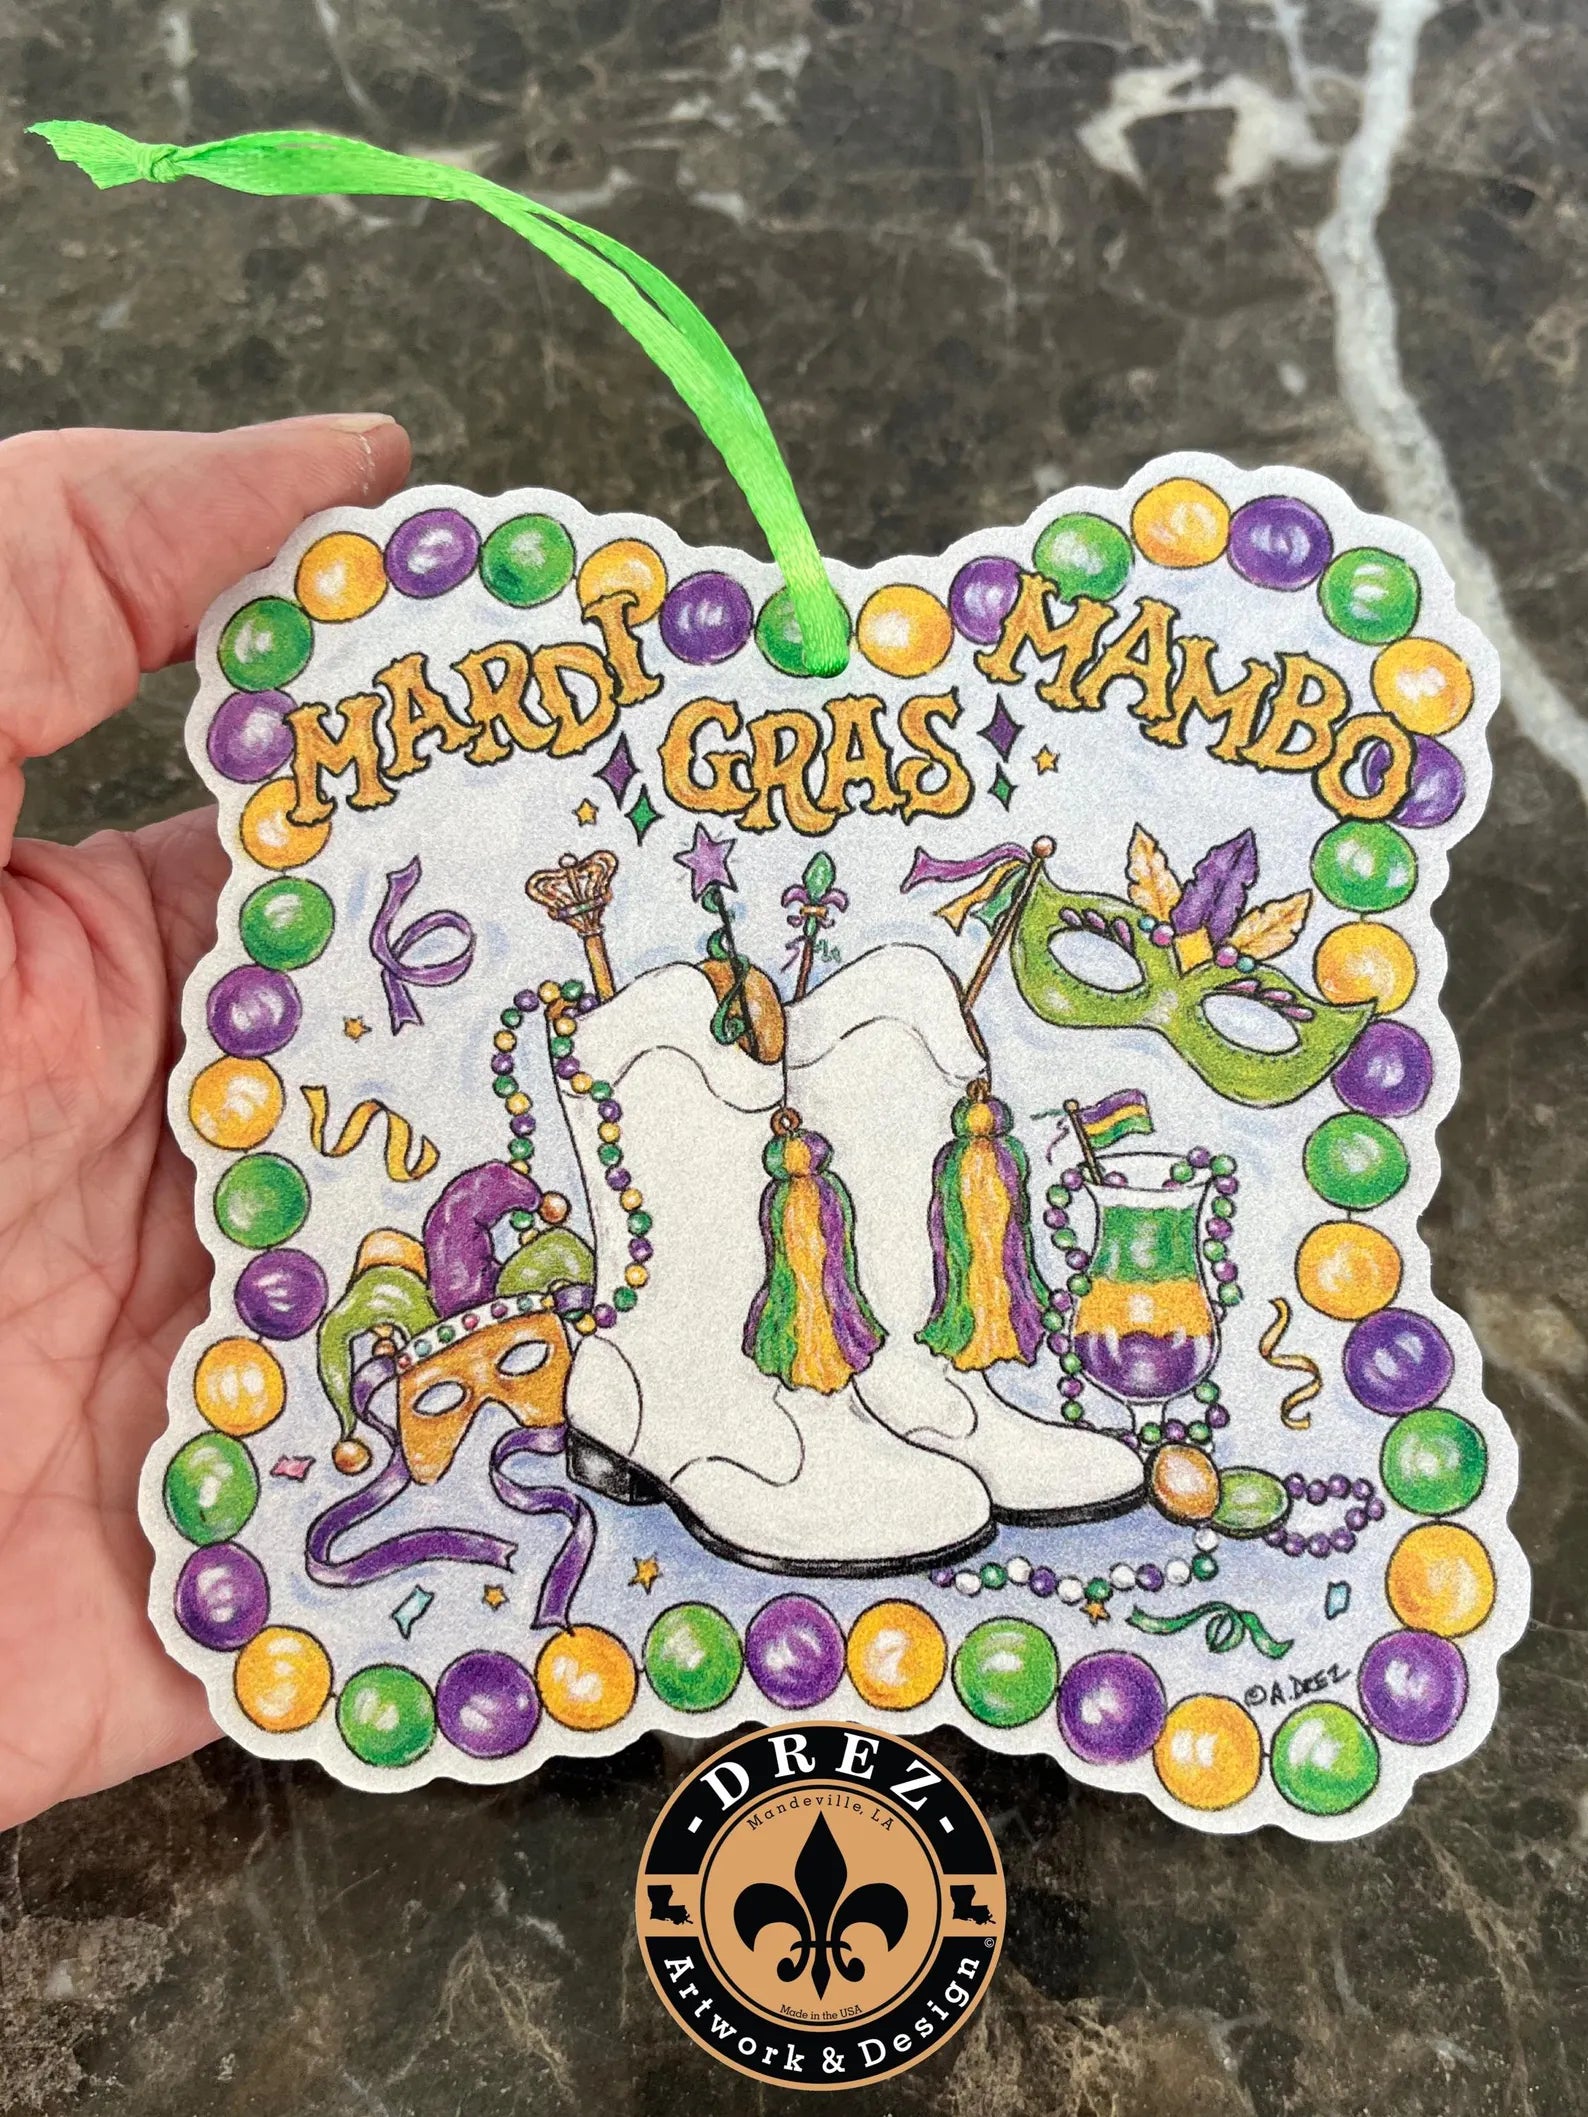 MARDI GRAS MAMBO
© A. DREZ
- DREZ -
Mandeville, LA
Made in the USA
©
Artwork & Design